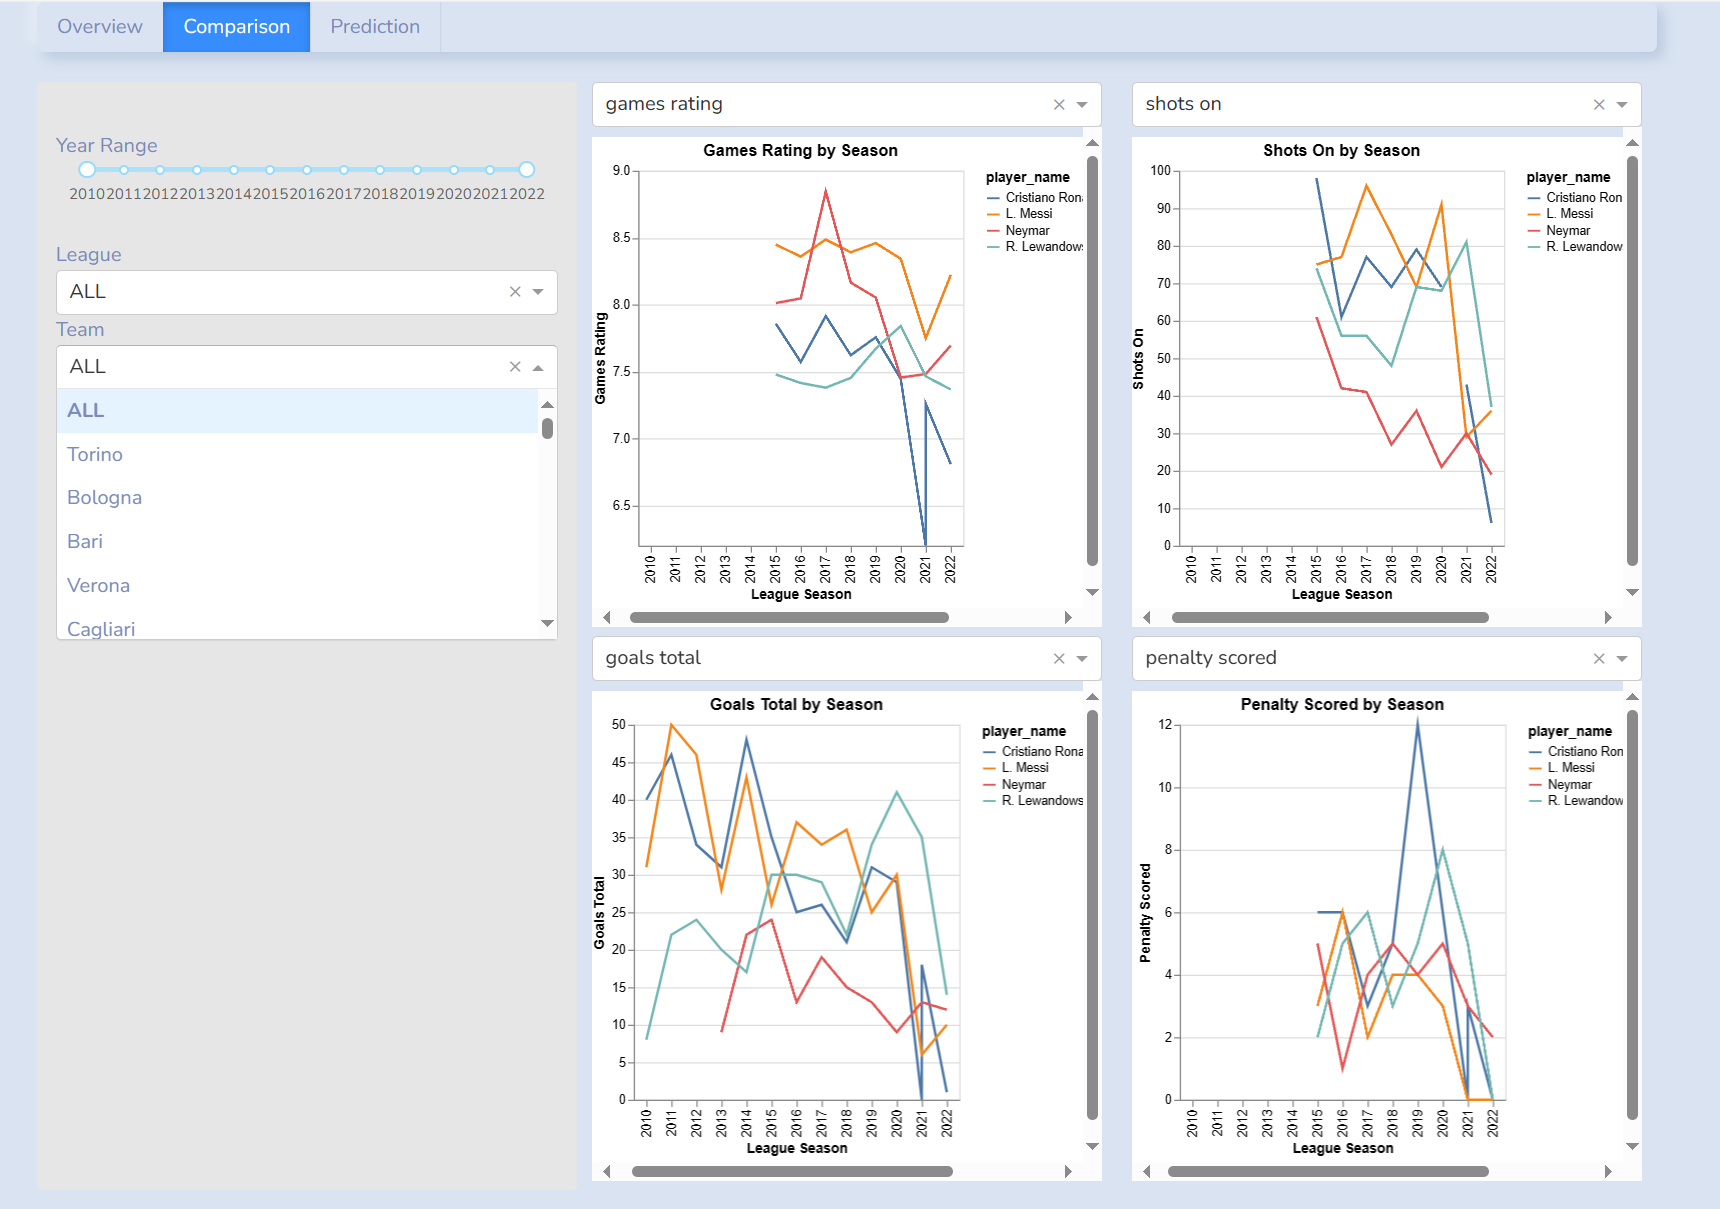 Overview Comparison Prediction
Year Range
2010 2011 2012 2013 2014 2015 2016 2017 2018 2019 2020 2021 2022
League
ALL
Team
ALL
ALL
Torino
Bologna
Bari
Verona
Cagliari
games rating
Games Rating by Season
9.0
8.5
8.0
7.5
7.0
6.5
Games Rating
2010 2011 2012 2013 2014 2015 2016 2017 2018 2019 2020 2021 2022
League Season
player_name
Cristiano Rona
L. Messi
Neymar
R. Lewandows
shots on
Shots On by Season
100
90
80
70
60
50
40
30
20
10
0
Shots On
2010 2011 2012 2013 2014 2015 2016 2017 2018 2019 2020 2021 2022
League Season
player_name
Cristiano Ron
L. Messi
Neymar
R. Lewandow
goals total
Goals Total by Season
50
45
40
35
30
25
20
15
10
5
0
Goals Total
2010 2011 2012 2013 2014 2015 2016 2017 2018 2019 2020 2021 2022
League Season
player_name
Cristiano Rona
L. Messi
Neymar
R. Lewandows
penalty scored
Penalty Scored by Season
12
10
8
6
4
2
0
Penalty Scored
2010 2011 2012 2013 2014 2015 2016 2017 2018 2019 2020 2021 2022
League Season
player_name
Cristiano Ron
L. Messi
Neymar
R. Lewandow